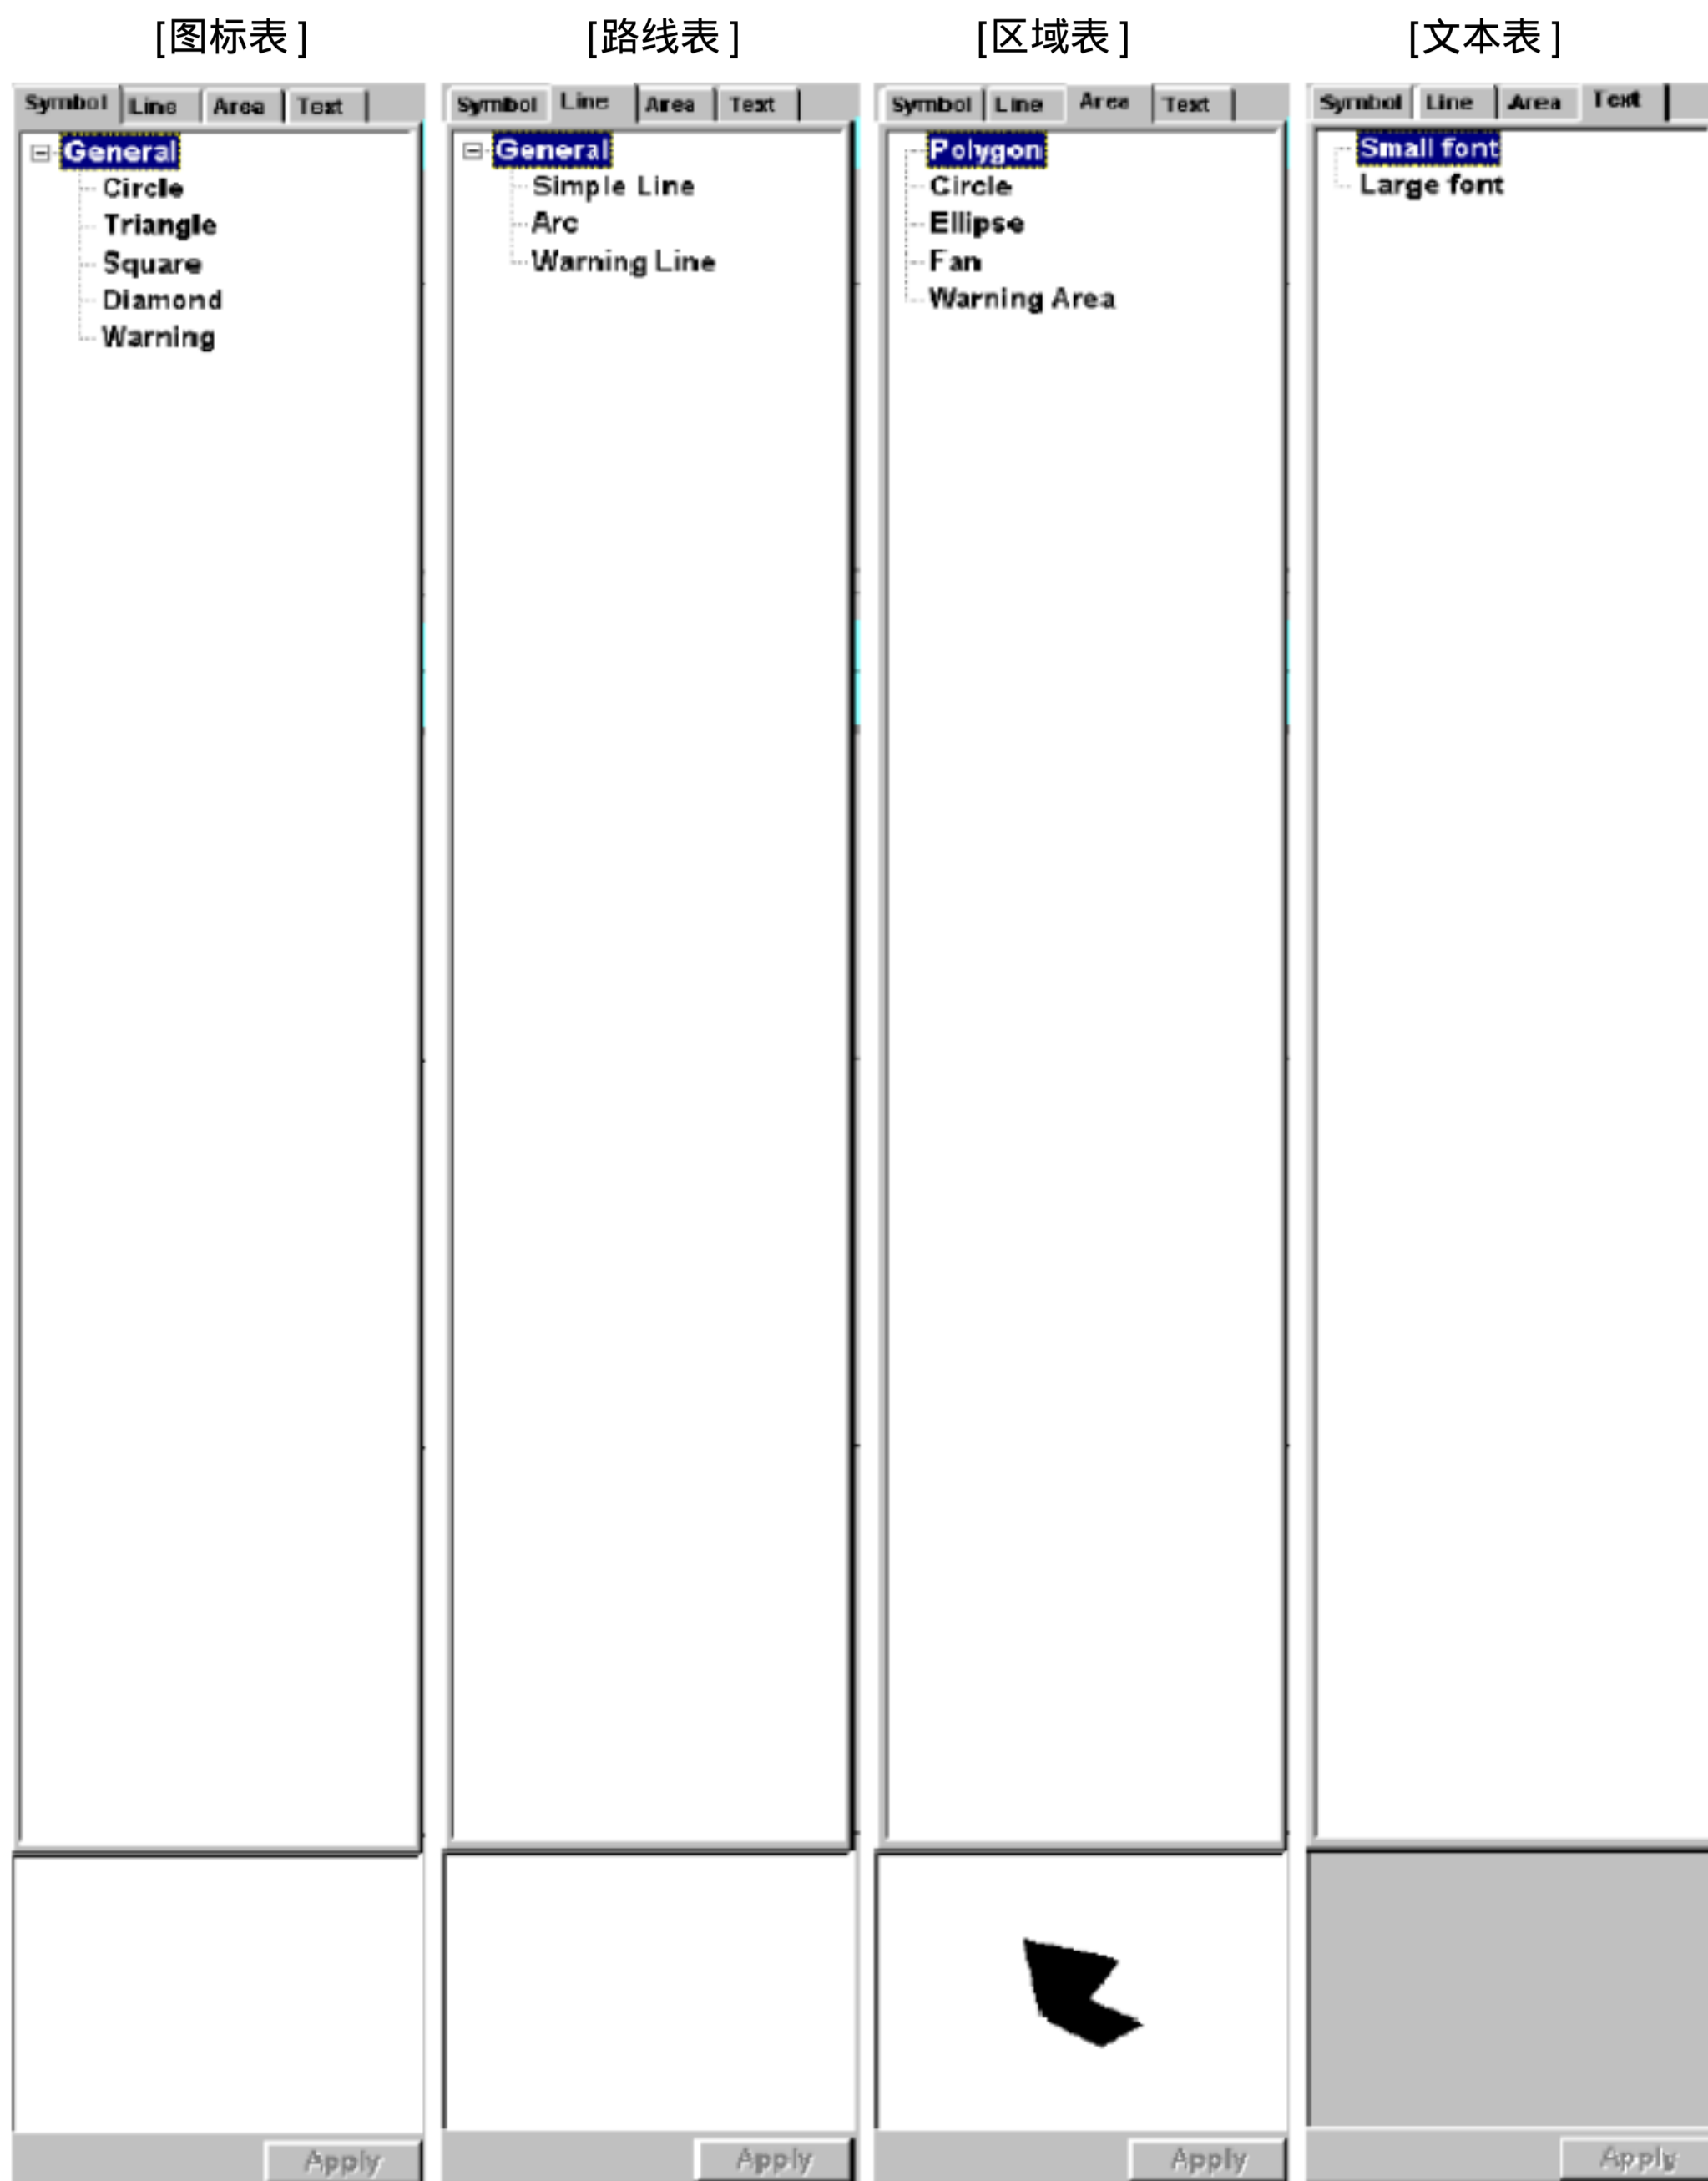 [图标表]
[路线表]
[区域表]
[文本表]
Symbol Line Area Text
General
Circle
Triangle
Square
Diamond
Warning
Apply
Symbol Line Area Text
General
Simple Line
Arc
Warning Line
Apply
Symbol Line Area Text
Polygon
Circle
Ellipse
Fan
Warning Area
Apply
Symbol Line Area Text
Small font
Large font
Apply